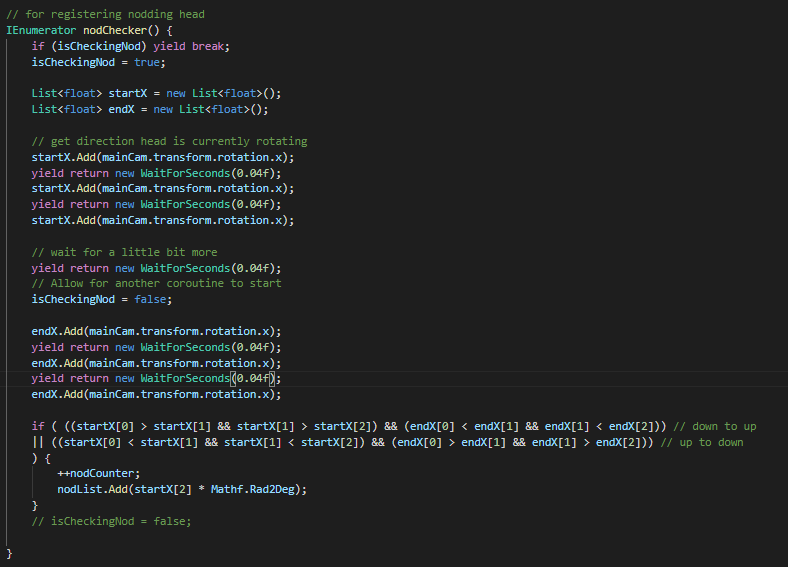 // for registering nodding head
IEnumerator nodChecker() {
    if (isCheckingNod) yield break;
    isCheckingNod = true;

    List<float> startX = new List<float>();
    List<float> endX = new List<float>();

    // get direction head is currently rotating
    startX.Add(mainCam.transform.rotation.x);
    yield return new WaitForSeconds(0.04f);
    startX.Add(mainCam.transform.rotation.x);
    yield return new WaitForSeconds(0.04f);
    startX.Add(mainCam.transform.rotation.x);

    // wait for a little bit more
    yield return new WaitForSeconds(0.04f);
    // Allow for another coroutine to start
    isCheckingNod = false;

    endX.Add(mainCam.transform.rotation.x);
    yield return new WaitForSeconds(0.04f);
    endX.Add(mainCam.transform.rotation.x);
    yield return new WaitForSeconds(0.04f);
    endX.Add(mainCam.transform.rotation.x);

    if ( ((startX[0] > startX[1] && startX[1] > startX[2]) && (endX[0] < endX[1] && endX[1] < endX[2])) // down to up
    || ((startX[0] < startX[1] && startX[1] < startX[2]) && (endX[0] > endX[1] && endX[1] > endX[2])) // up to down
    ) {
        ++nodCounter;
        nodList.Add(startX[2] * Mathf.Rad2Deg);
    }
    // isCheckingNod = false;

}